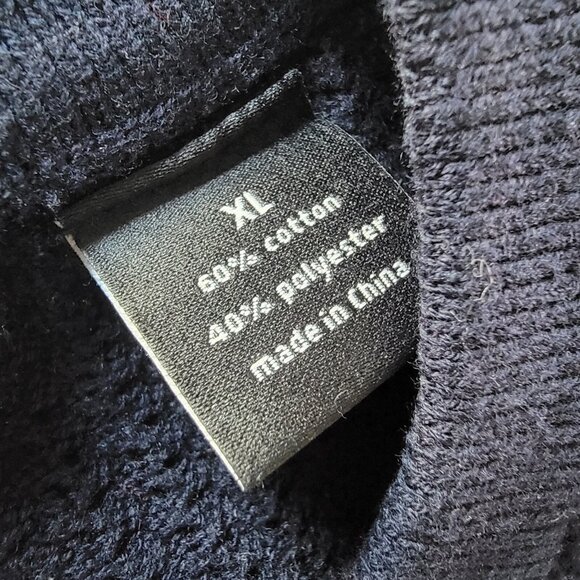 XL
60% cotton
40% polyester
made in China